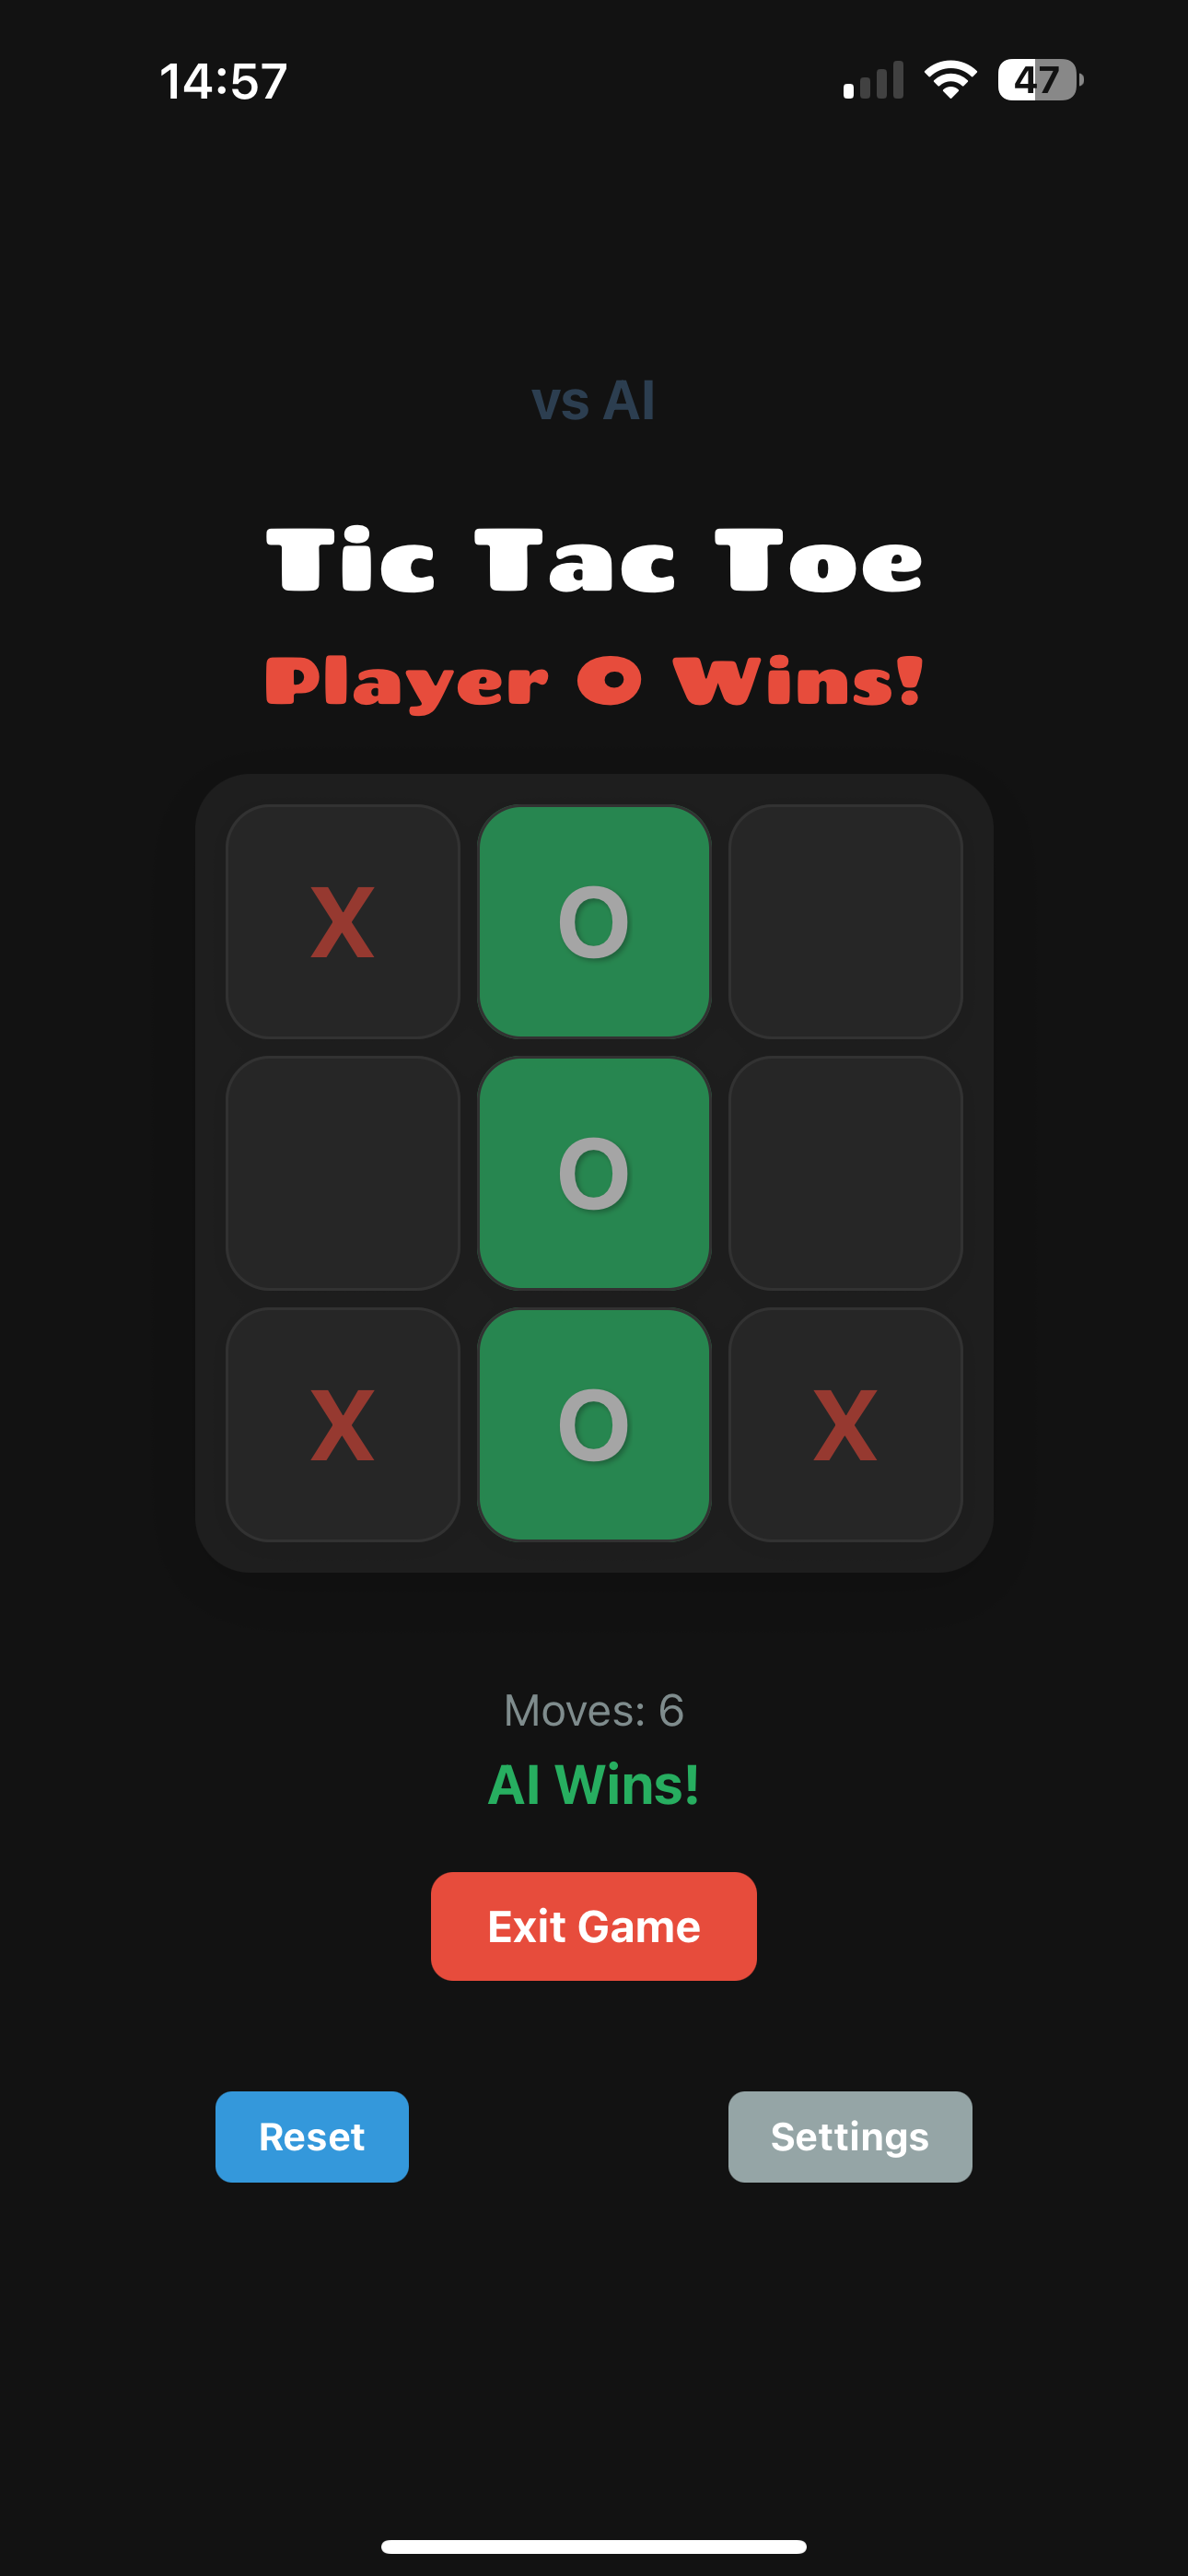 14:57 47
vs AI
Tic Tac Toe
Player O Wins!
X O
O
X O X
Moves: 6
AI Wins!
Exit Game
Reset Settings